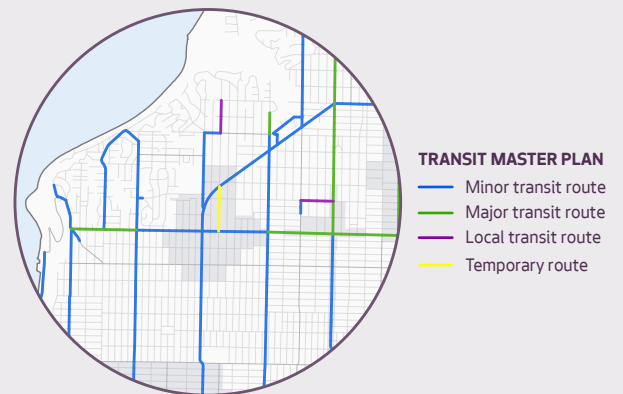 TRANSIT MASTER PLAN
Minor transit route
Major transit route
Local transit route
Temporary route